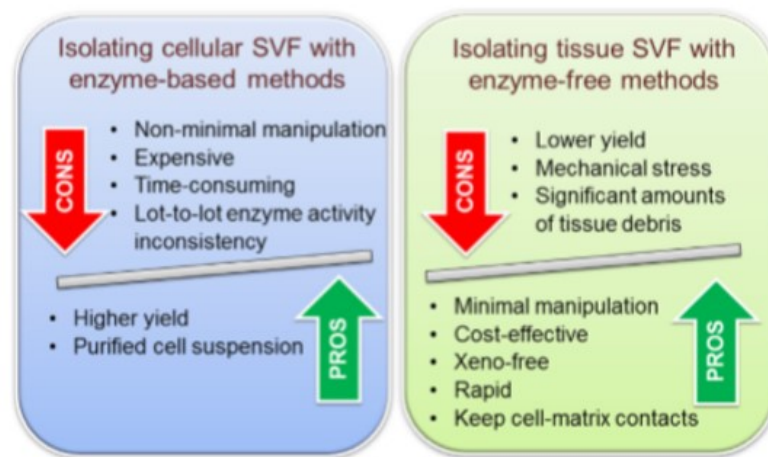 Isolating cellular SVF with
enzyme-based methods
CONS
• Non-minimal manipulation
• Expensive
• Time-consuming
• Lot-to-lot enzyme activity
inconsistency
• Higher yield
• Purified cell suspension
PROS
Isolating tissue SVF with
enzyme-free methods
CONS
• Lower yield
• Mechanical stress
• Significant amounts
of tissue debris
• Minimal manipulation
• Cost-effective
• Xeno-free
• Rapid
• Keep cell-matrix contacts
PROS